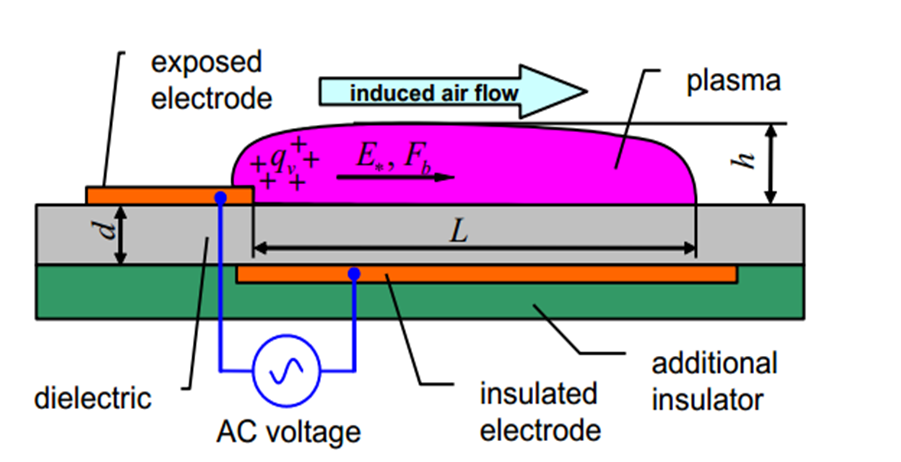 exposed
electrode
induced air flow
plasma
+ + + q_v + + +
E_*, F_b
h
d
L
dielectric
AC voltage
insulated
electrode
additional
insulator